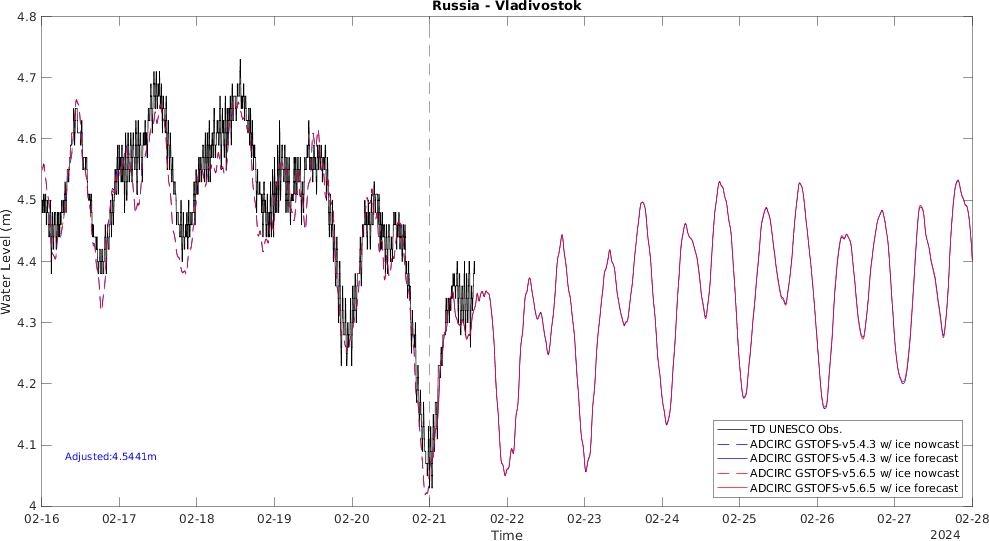 Russia - Vladivostok
4.8
4.7
4.6
4.5
4.4
4.3
4.2
4.1
4
Water Level (m)
Adjusted:4.5441m
TD UNESCO Obs.
ADCIRC GSTOFS-v5.4.3 w/ ice nowcast
ADCIRC GSTOFS-v5.4.3 w/ ice forecast
ADCIRC GSTOFS-v5.6.5 w/ ice nowcast
ADCIRC GSTOFS-v5.6.5 w/ ice forecast
02-16 02-17 02-18 02-19 02-20 02-21 02-22 02-23 02-24 02-25 02-26 02-27 02-28
Time
2024